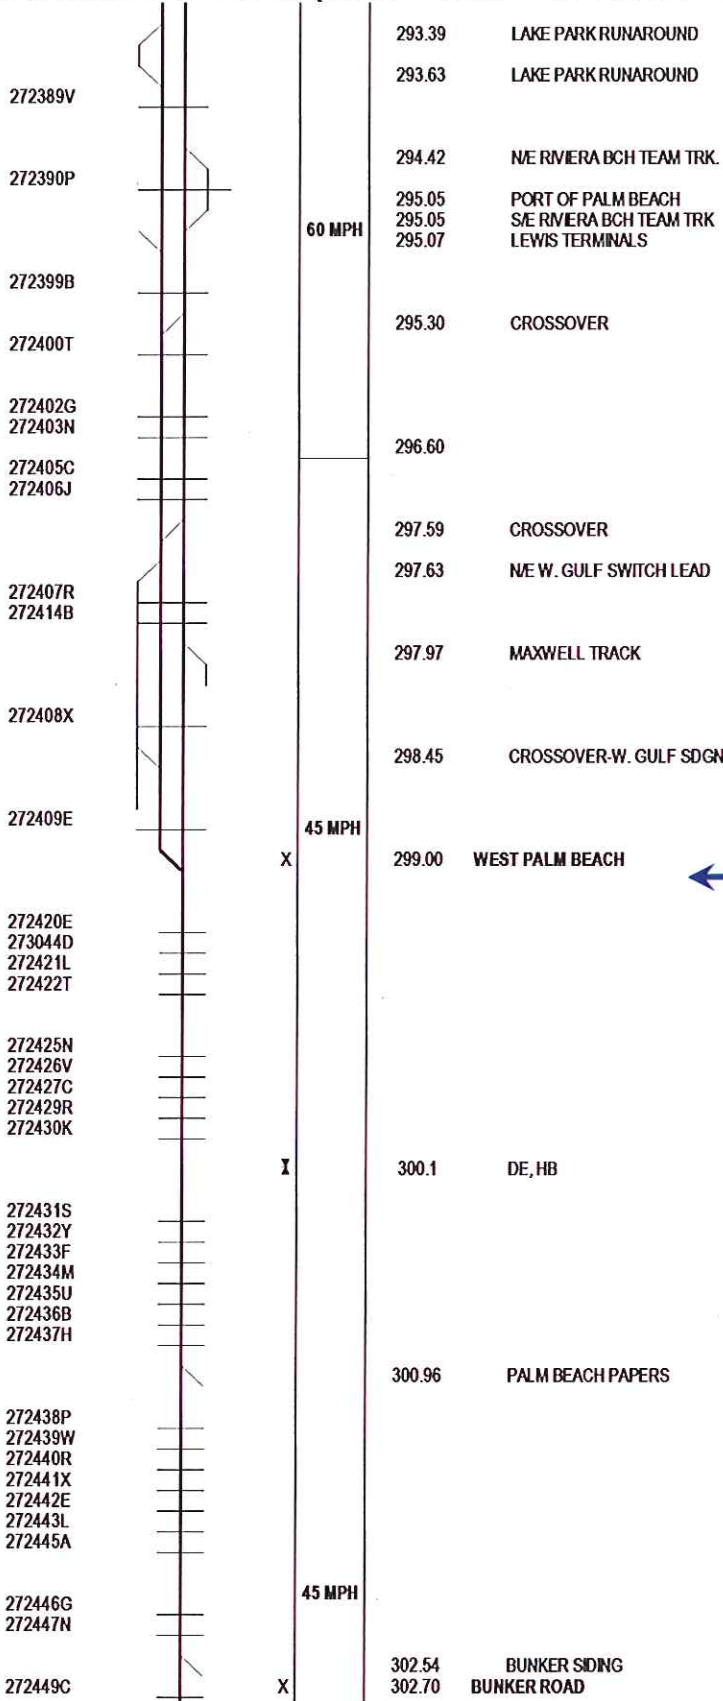 293.39 LAKE PARK RUNAROUND
293.63 LAKE PARK RUNAROUND
272389V
294.42 N/E RIVIERA BCH TEAM TRK.
272390P
295.05 PORT OF PALM BEACH
295.05 S/E RIVIERA BCH TEAM TRK
60 MPH
295.07 LEWIS TERMINALS
272399B
295.30 CROSSOVER
272400T
272402G
272403N
296.60
272405C
272406J
297.59 CROSSOVER
297.63 N/E W. GULF SWITCH LEAD
272407R
272414B
297.97 MAXWELL TRACK
272408X
298.45 CROSSOVER-W. GULF SDGN
272409E
45 MPH
X 299.00 WEST PALM BEACH
272420E
273044D
272421L
272422T
272425N
272426V
272427C
272429R
272430K
X 300.1 DE, HB
272431S
272432Y
272433F
272434M
272435U
272436B
272437H
300.96 PALM BEACH PAPERS
272438P
272439W
272440R
272441X
272442E
272443L
272445A
45 MPH
272446G
272447N
302.54 BUNKER SIDING
272449C X 302.70 BUNKER ROAD